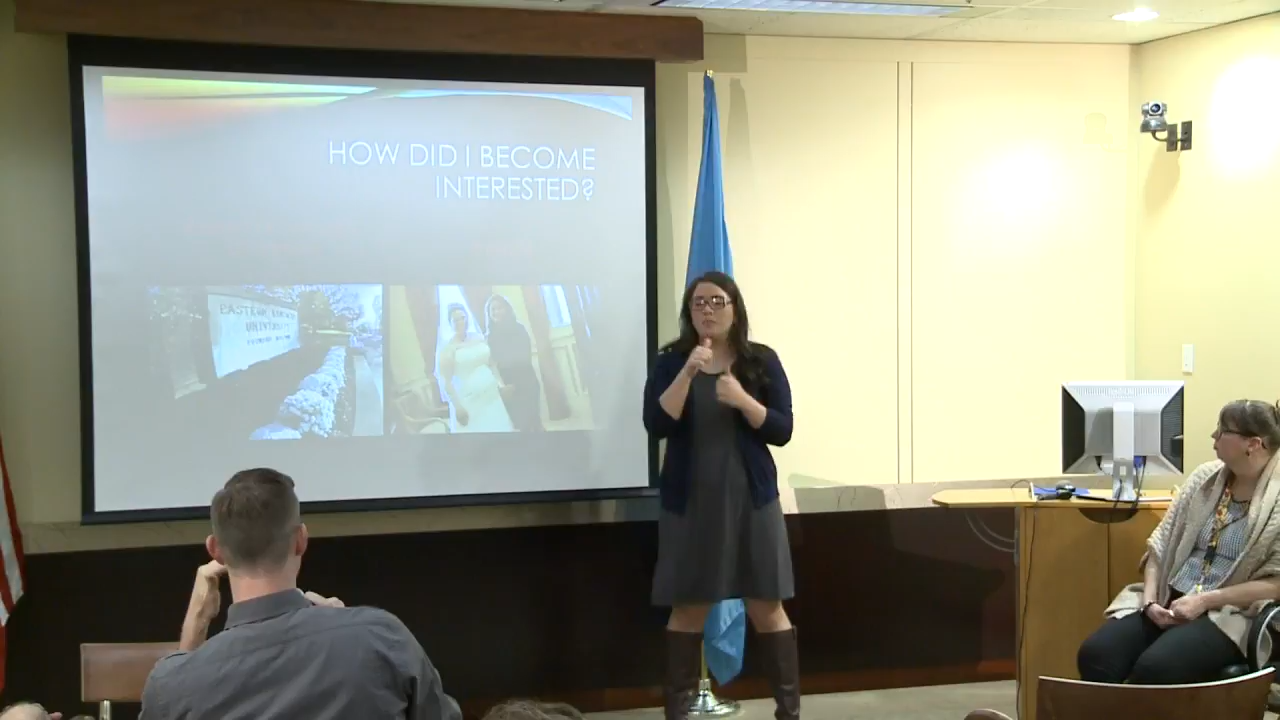 HOW DID I BECOME
INTERESTED?
EASTERN
UNIVERSITY